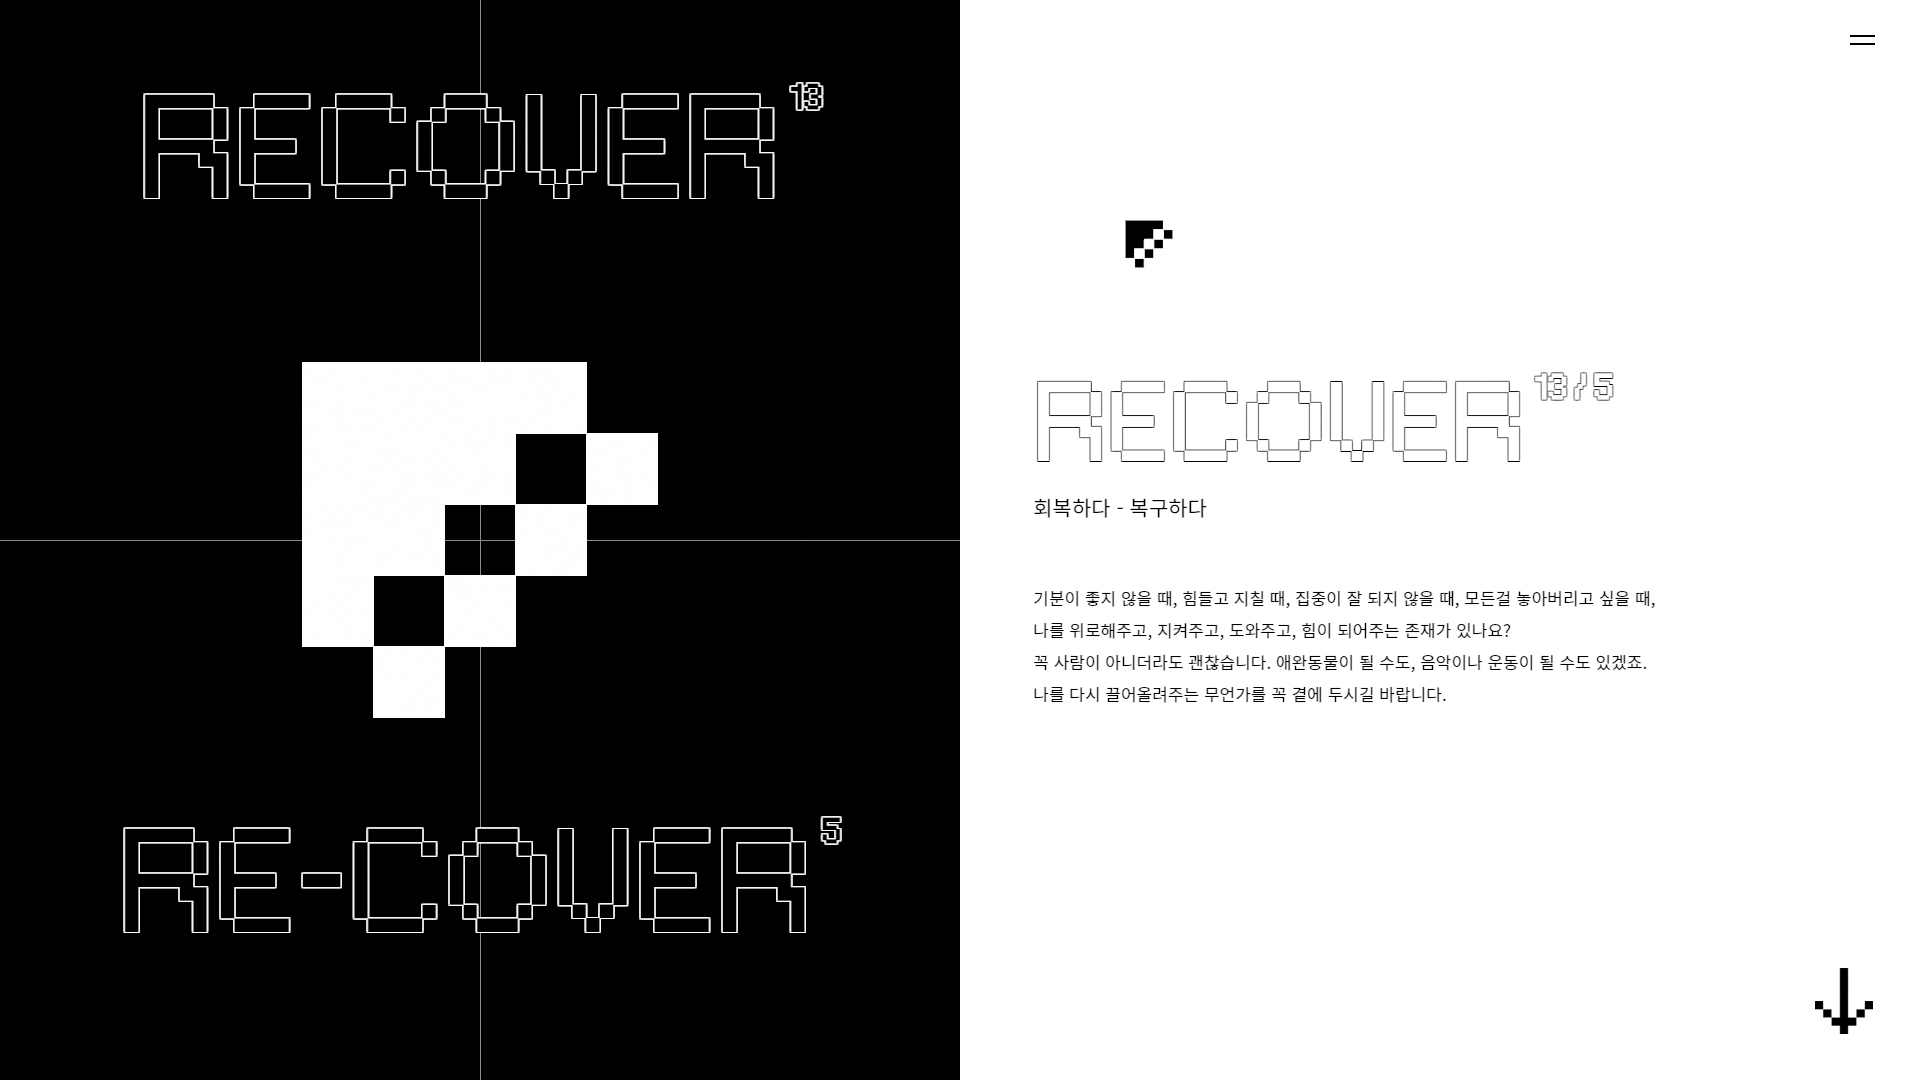 RECOVER 13
RE-COVER 5
RECOVER 13/5
회복하다 - 복구하다
기분이 좋지 않을 때, 힘들고 지칠 때, 집중이 잘 되지 않을 때, 모든걸 놓아버리고 싶을 때,
나를 위로해주고, 지켜주고, 도와주고, 힘이 되어주는 존재가 있나요?
꼭 사람이 아니더라도 괜찮습니다. 애완동물이 될 수도, 음악이나 운동이 될 수도 있겠죠.
나를 다시 끌어올려주는 무언가를 꼭 곁에 두시길 바랍니다.